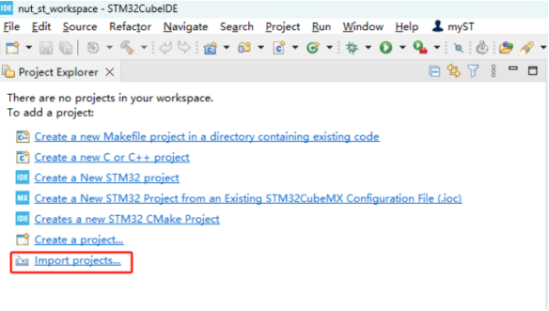 nut_st_workspace - STM32CubeIDE
File Edit Source Refactor Navigate Search Project Run Window Help myST
Project Explorer
There are no projects in your workspace.
To add a project:
Create a new Makefile project in a directory containing existing code
Create a new C or C++ project
IDE Create a New STM32 project
MX Create a New STM32 Project from an Existing STM32CubeMX Configuration File (.ioc)
IDE Creates a new STM32 CMake Project
Create a project...
Import projects...